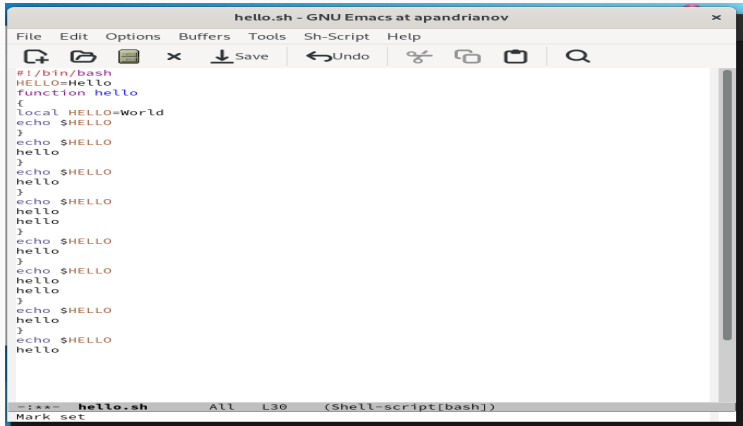 hello.sh - GNU Emacs at apandrianov
File Edit Options Buffers Tools Sh-Script Help
Save Undo
#!/bin/bash
HELLO=Hello
function hello
{
local HELLO=World
echo $HELLO
}
echo $HELLO
hello
}
echo $HELLO
hello
}
echo $HELLO
hello
hello
}
echo $HELLO
hello
}
echo $HELLO
hello
hello
}
echo $HELLO
hello
}
echo $HELLO
hello
-:**- hello.sh All L30 (Shell-script[bash])
Mark set